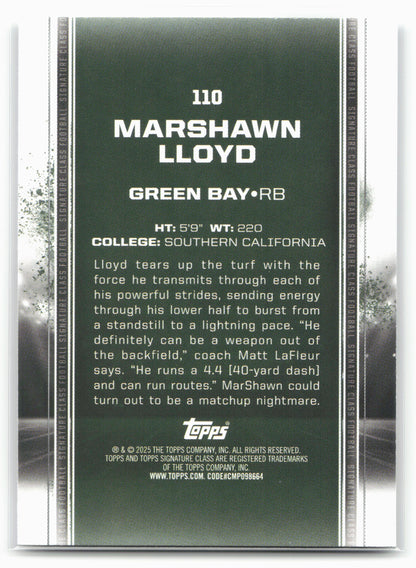 110
MARSHAWN
LLOYD
GREEN BAY•RB
HT: 5'9" WT: 220
COLLEGE: SOUTHERN CALIFORNIA
Lloyd tears up the turf with the
force he transmits through each of
his powerful strides, sending energy
through his lower half to burst from
a standstill to a lightning pace. “He
definitely can be a weapon out of
the backfield,” coach Matt LaFleur
says. “He runs a 4.4 [40-yard dash]
and can run routes.” MarShawn could
turn out to be a matchup nightmare.
TOPPS
® & © 2025 THE TOPPS COMPANY, INC. ALL RIGHTS RESERVED.
TOPPS AND TOPPS SIGNATURE CLASS ARE REGISTERED TRADEMARKS
OF THE TOPPS COMPANY, INC.
WWW.TOPPS.COM. CODE#CMP098664
SIGNATURE CLASS FOOTBALL SIGNATURE CLASS FOOTBALL SIGNATURE CLASS FOOTBALL
SIGNATURE CLASS FOOTBALL SIGNATURE CLASS FOOTBALL SIGNATURE CLASS FOOTBALL